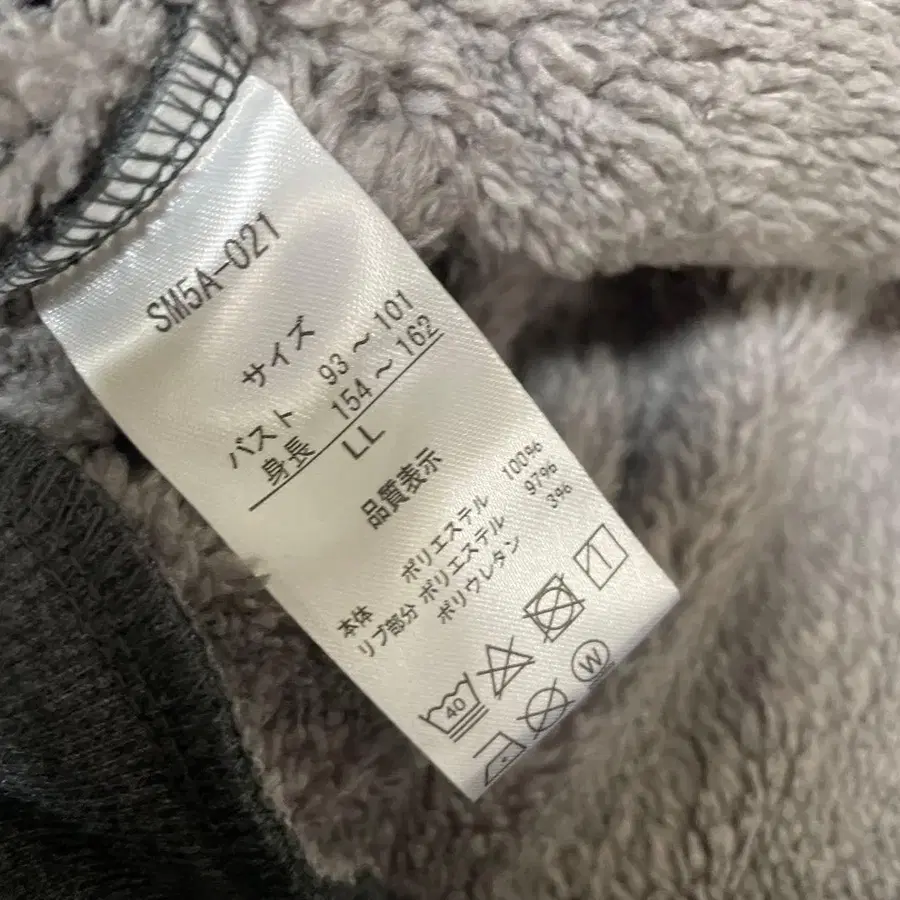 SM5A-021
サイズ
バスト 93～101
身長 154～162
LL
品質表示
本体 ポリエステル 100%
リブ部分 ポリエステル 97%
ポリウレタン 3%
40
W